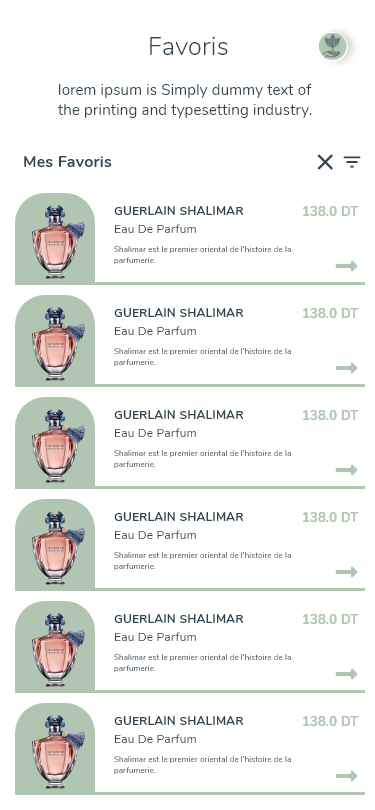 Favoris
lorem ipsum is Simply dummy text of
the printing and typesetting industry.
Mes Favoris
GUERLAIN SHALIMAR 138.0 DT
Eau De Parfum
Shalimar est le premier oriental de l'histoire de la
parfumerie.
GUERLAIN SHALIMAR 138.0 DT
Eau De Parfum
Shalimar est le premier oriental de l'histoire de la
parfumerie.
GUERLAIN SHALIMAR 138.0 DT
Eau De Parfum
Shalimar est le premier oriental de l'histoire de la
parfumerie.
GUERLAIN SHALIMAR 138.0 DT
Eau De Parfum
Shalimar est le premier oriental de l'histoire de la
parfumerie.
GUERLAIN SHALIMAR 138.0 DT
Eau De Parfum
Shalimar est le premier oriental de l'histoire de la
parfumerie.
GUERLAIN SHALIMAR 138.0 DT
Eau De Parfum
Shalimar est le premier oriental de l'histoire de la
parfumerie.